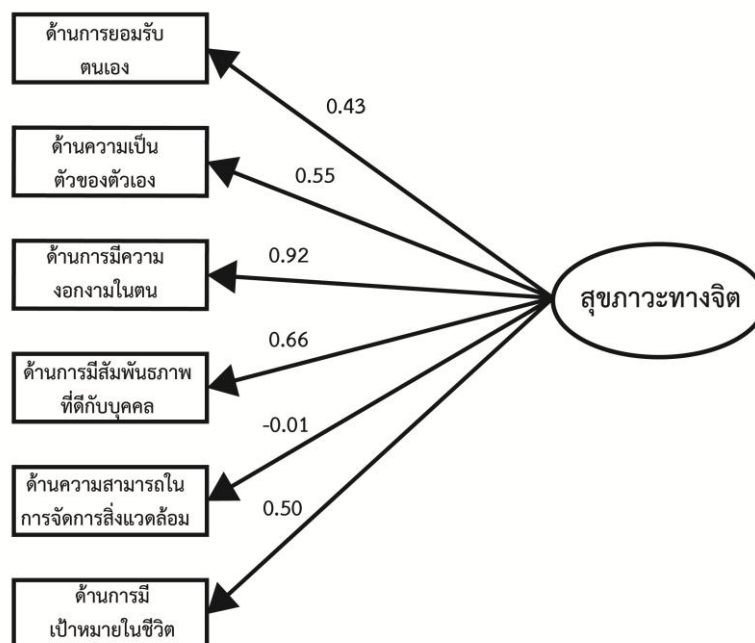 ด้านการยอมรับ
ตนเอง
0.43
ด้านความเป็น
ตัวของตัวเอง
0.55
ด้านการมีความ
งอกงามในตน
0.92
สุขภาวะทางจิต
ด้านการมีสัมพันธภาพ
ที่ดีกับบุคคล
0.66
-0.01
ด้านความสามารถใน
การจัดการสิ่งแวดล้อม
0.50
ด้านการมี
เป้าหมายในชีวิต